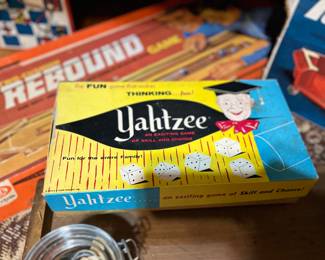 REBOUND
GAME
The FUN game that makes
THINKING......fun!
Yahtzee
AN EXCITING GAME
OF SKILL AND CHANCE
Fun for the entire Family!
Yahtzee.... an exciting game of Skill and Chance!